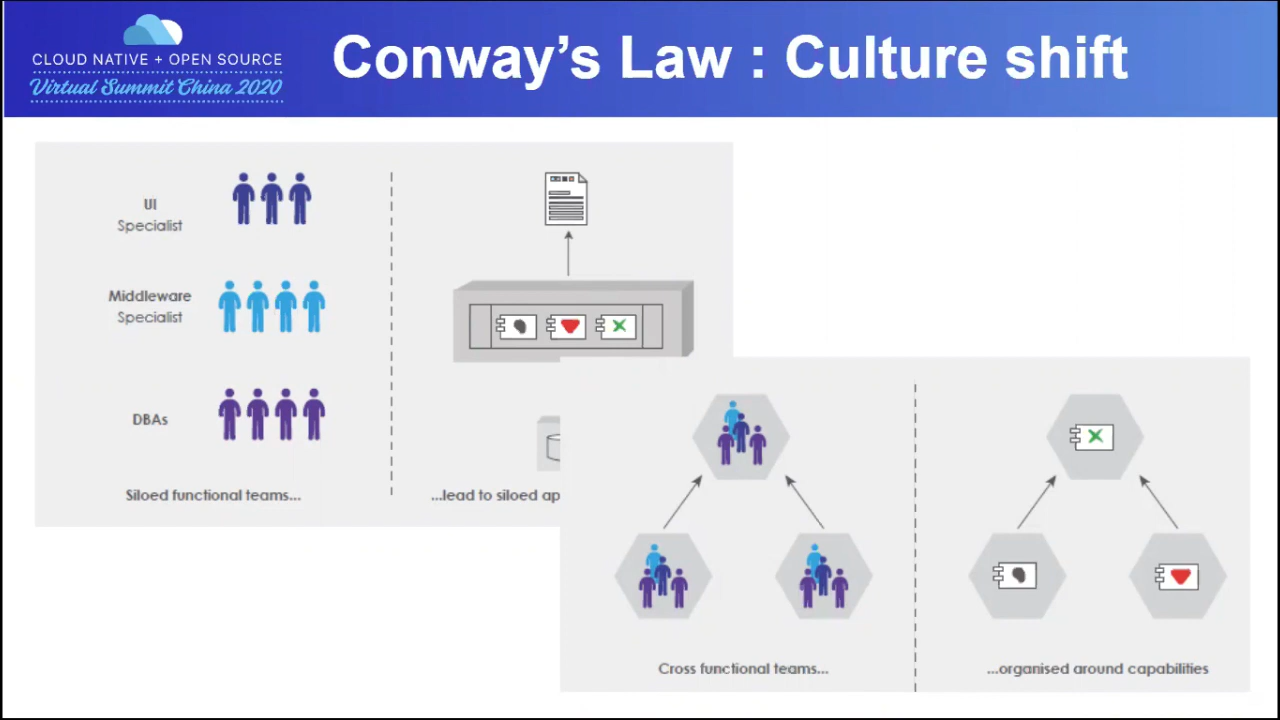 CLOUD NATIVE + OPEN SOURCE
Virtual Summit China 2020
Conway's Law : Culture shift
UI
Specialist
Middleware
Specialist
DBAs
Siloed functional teams...
...lead to siloed ap
Cross functional teams...
...organised around capabilities